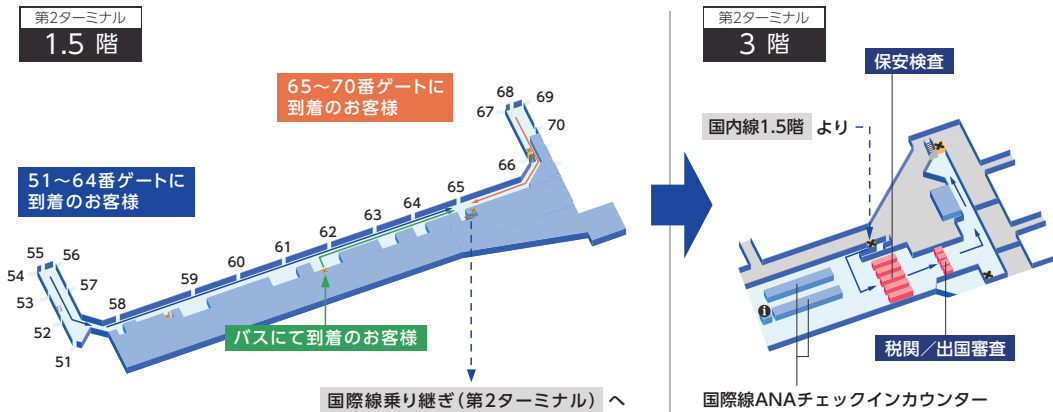 第2ターミナル
1.5 階
65～70番ゲートに
到着のお客様
68
69
67
70
66
51～64番ゲートに
到着のお客様
65
64
63
62
61
60
59
58
55
56
54
57
53
52
51
バスにて到着のお客様
国際線乗り継ぎ(第2ターミナル) へ
第2ターミナル
3 階
保安検査
国内線1.5階 より
i
税関／出国審査
国際線ANAチェックインカウンター